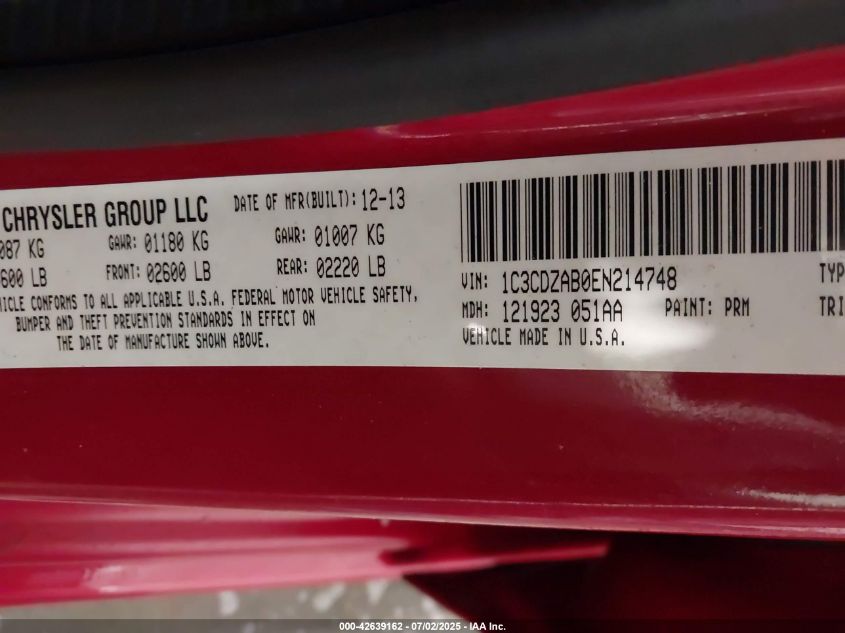 CHRYSLER GROUP LLC DATE OF MFR(BUILT): 12-13
087 KG GAWR: 01180 KG GAWR: 01007 KG
600 LB FRONT: 02600 LB REAR: 02220 LB
ICLE CONFORMS TO ALL APPLICABLE U.S.A. FEDERAL MOTOR VEHICLE SAFETY,
BUMPER AND THEFT PREVENTION STANDARDS IN EFFECT ON
THE DATE OF MANUFACTURE SHOWN ABOVE.
VIN: 1C3CDZAB0EN214748 TYP
MDH: 121923 051AA PAINT: PRM TRI
VEHICLE MADE IN U.S.A.
000-42639162 - 07/02/2025 - IAA Inc.